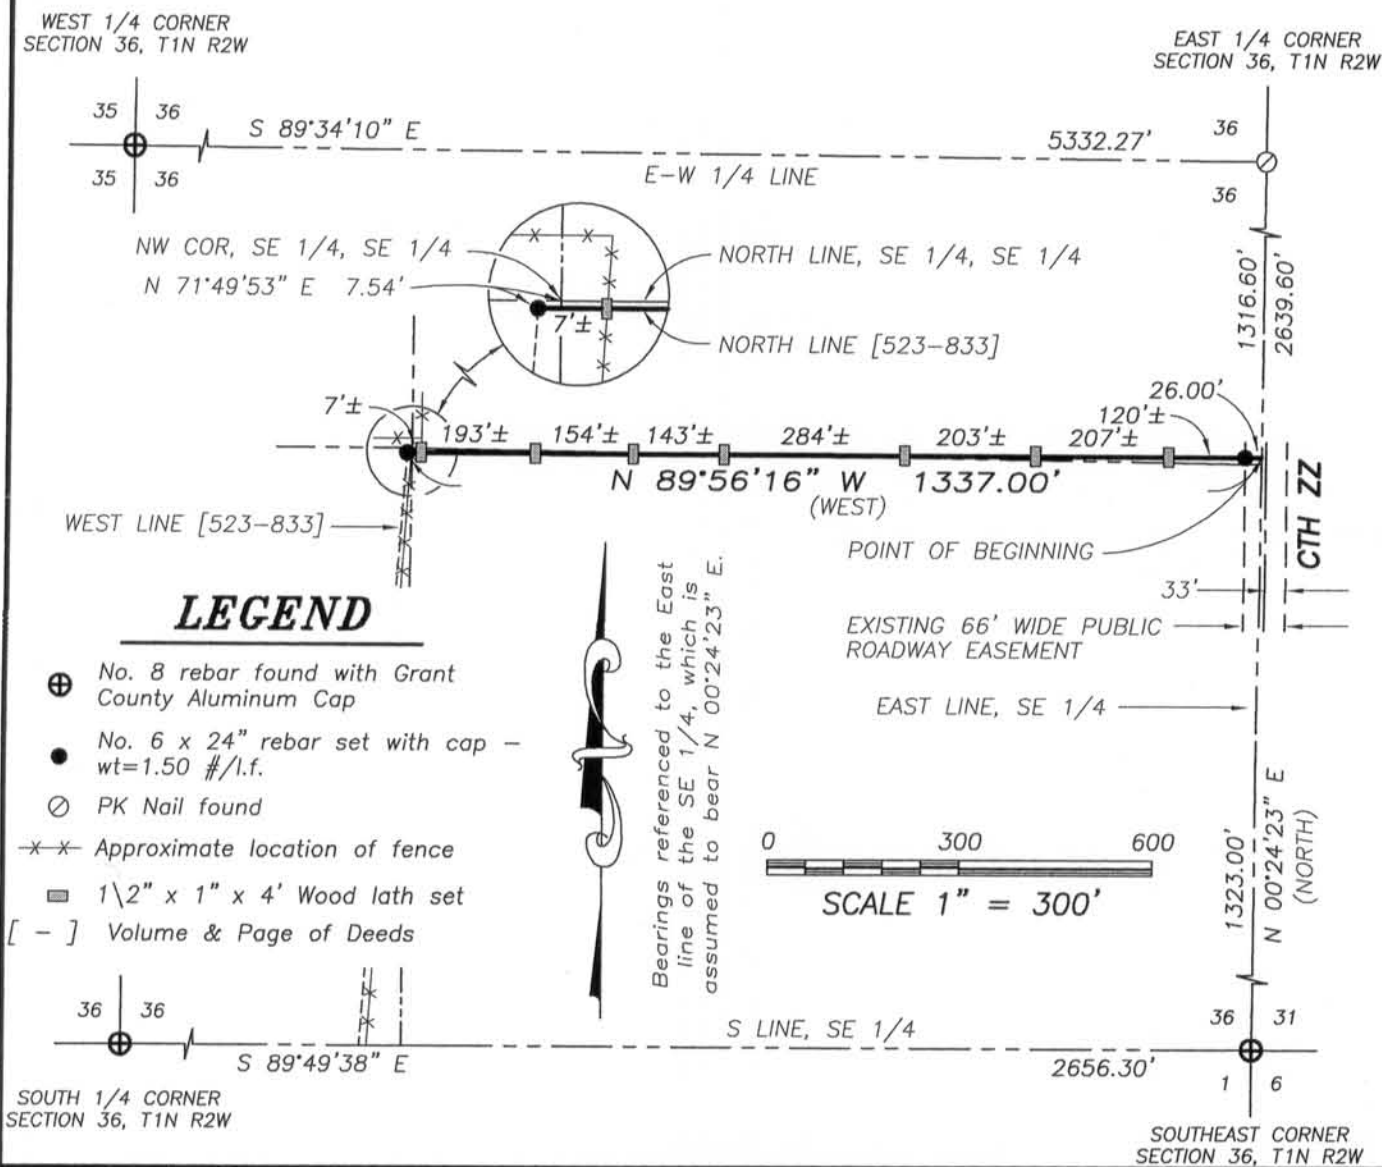 WEST 1/4 CORNER
SECTION 36, T1N R2W
EAST 1/4 CORNER
SECTION 36, T1N R2W
35 36
S 89°34'10" E
5332.27'
36
35 36
E-W 1/4 LINE
36
NW COR, SE 1/4, SE 1/4
NORTH LINE, SE 1/4, SE 1/4
N 71°49'53" E 7.54'
7'±
NORTH LINE [523-833]
1316.60'
2639.60'
7'±
193'±
154'±
143'±
284'±
203'±
207'±
120'±
26.00'
N 89°56'16" W 1337.00'
(WEST)
WEST LINE [523-833]
POINT OF BEGINNING
CTH ZZ
33'
EXISTING 66' WIDE PUBLIC
ROADWAY EASEMENT
EAST LINE, SE 1/4
LEGEND
No. 8 rebar found with Grant
County Aluminum Cap
No. 6 x 24" rebar set with cap -
wt=1.50 #/l.f.
PK Nail found
x x Approximate location of fence
1\2" x 1" x 4' Wood lath set
[ - ] Volume & Page of Deeds
Bearings referenced to the East
line of the SE 1/4, which is
assumed to bear N 00°24'23" E.
0 300 600
SCALE 1" = 300'
1323.00'
N 00°24'23" E
(NORTH)
36 36
S 89°49'38" E
S LINE, SE 1/4
2656.30'
36 31
1 6
SOUTH 1/4 CORNER
SECTION 36, T1N R2W
SOUTHEAST CORNER
SECTION 36, T1N R2W